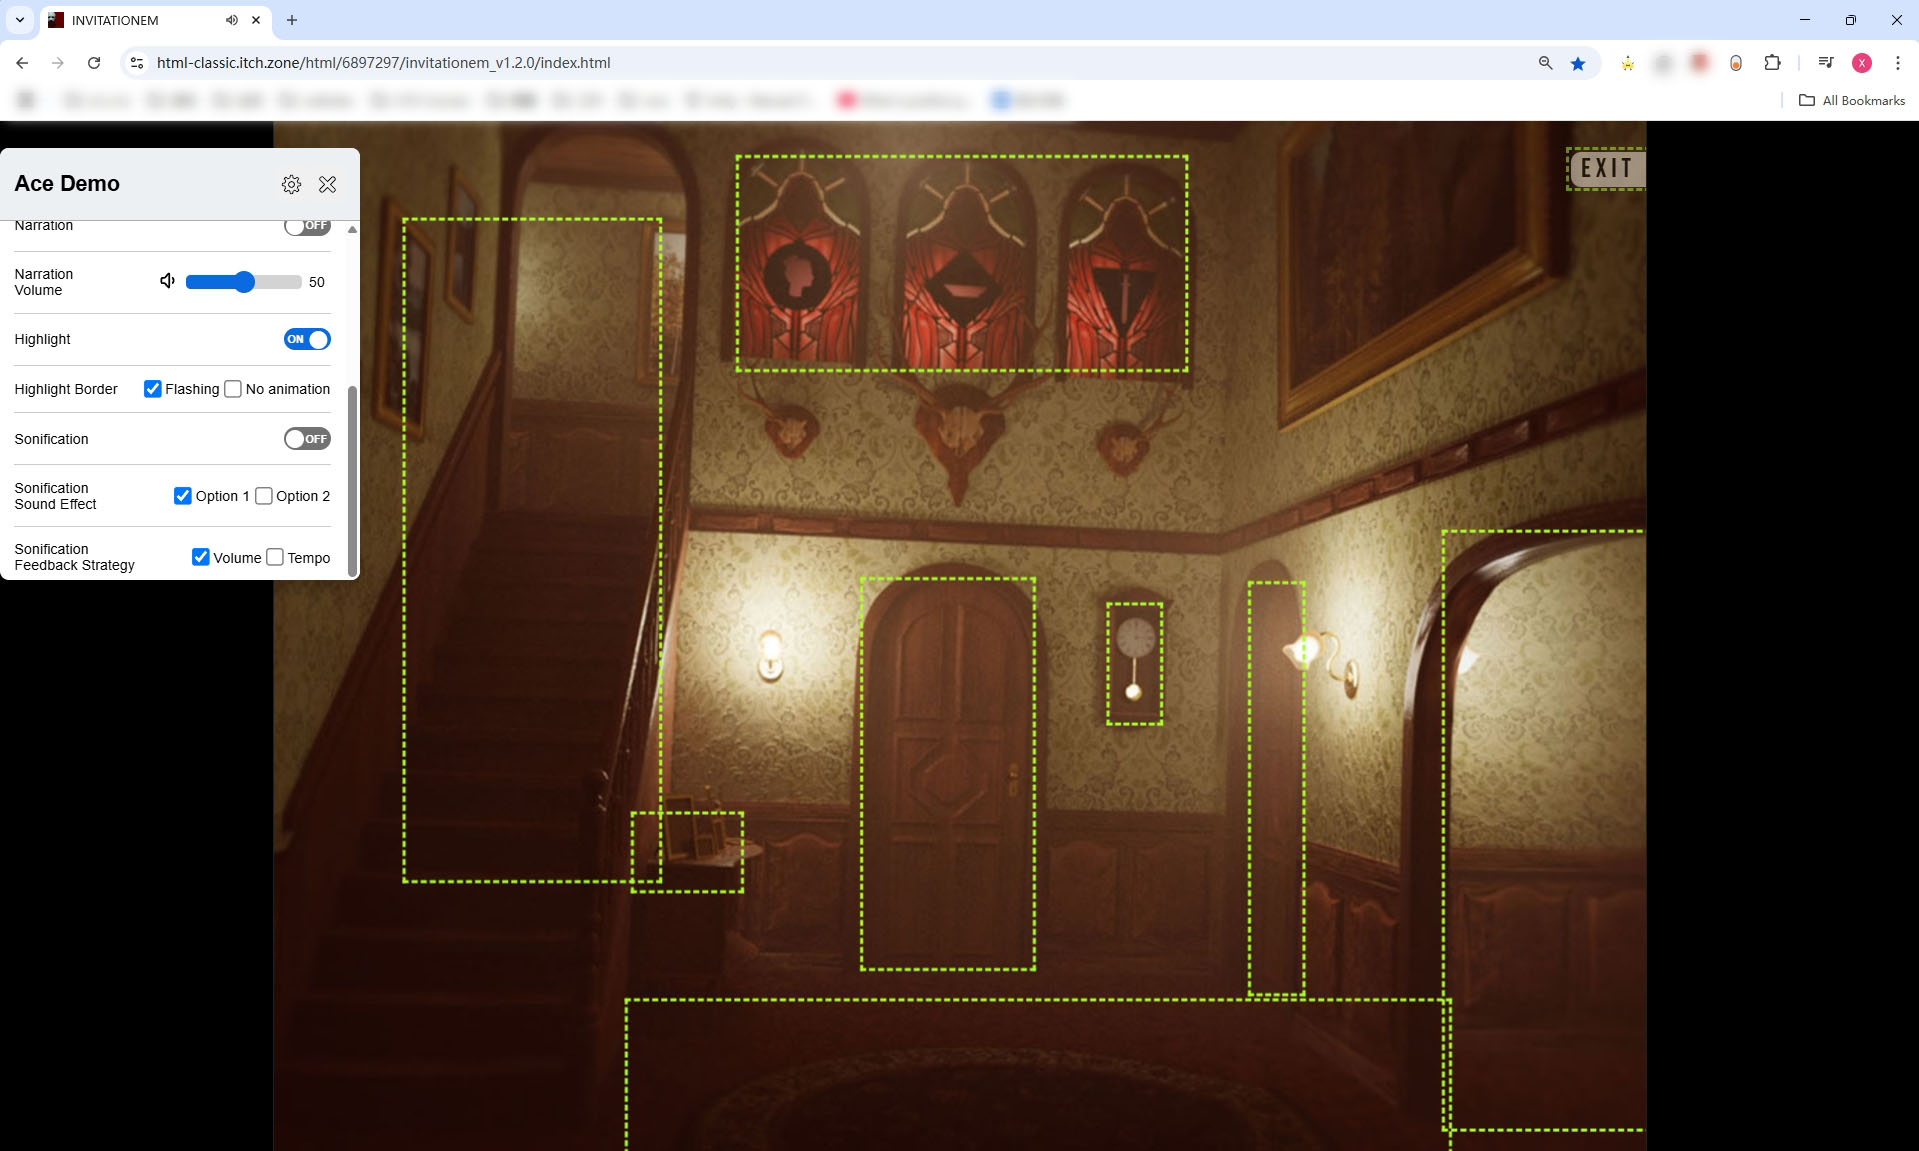 INVITATIONEM
html-classic.itch.zone/html/6897297/invitationem_v1.2.0/index.html
X
All Bookmarks
EXIT
Ace Demo
Narration OFF
Narration
Volume
50
Highlight ON
Highlight Border Flashing No animation
Sonification OFF
Sonification
Sound Effect
Option 1 Option 2
Sonification
Feedback Strategy
Volume Tempo